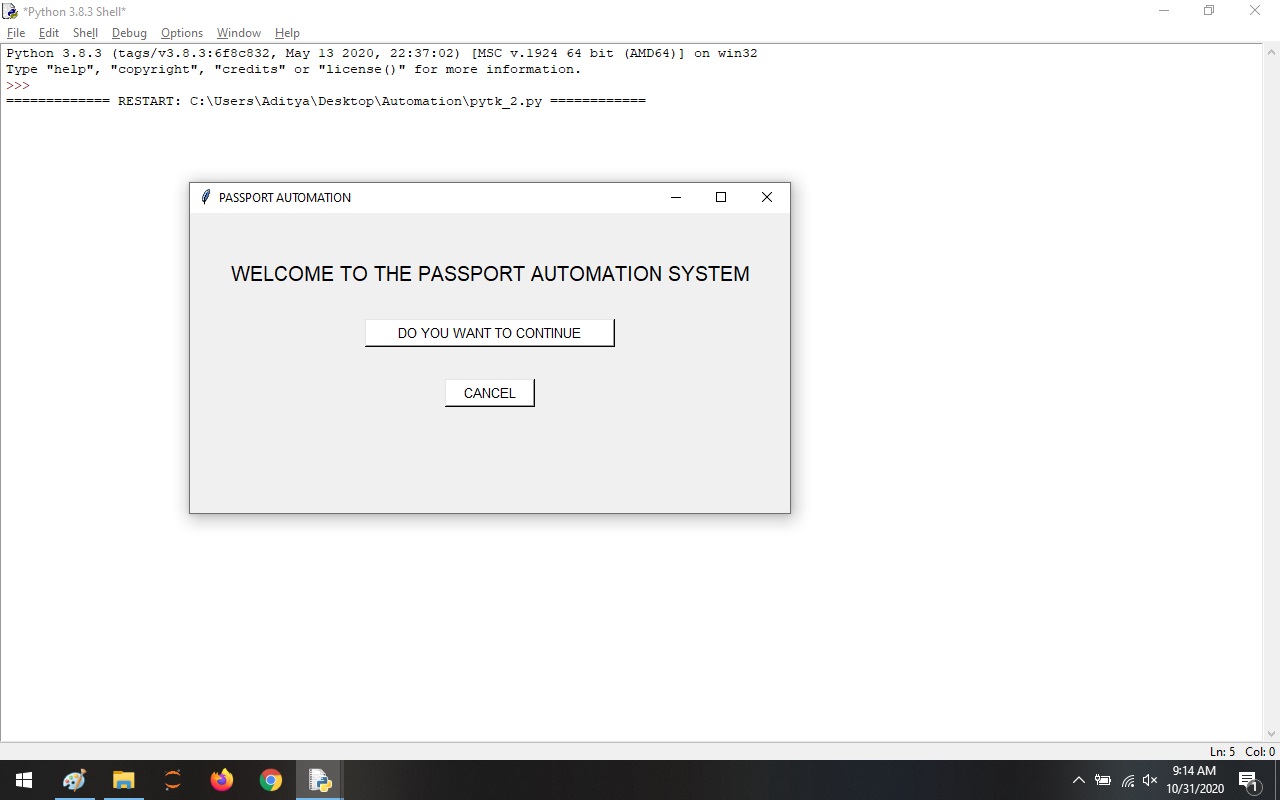 *Python 3.8.3 Shell*
File Edit Shell Debug Options Window Help
Python 3.8.3 (tags/v3.8.3:6f8c832, May 13 2020, 22:37:02) [MSC v.1924 64 bit (AMD64)] on win32
Type "help", "copyright", "credits" or "license()" for more information.
>>>
============= RESTART: C:\Users\Aditya\Desktop\Automation\pytk_2.py ============
PASSPORT AUTOMATION
WELCOME TO THE PASSPORT AUTOMATION SYSTEM
DO YOU WANT TO CONTINUE
CANCEL
Ln: 5 Col: 0
9:14 AM
10/31/2020
1